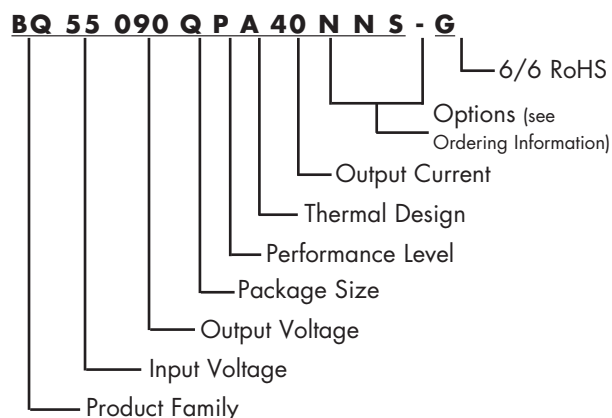 BQ 55 090 Q P A 40 N N S - G
6/6 RoHS
Options (see
Ordering Information)
Output Current
Thermal Design
Performance Level
Package Size
Output Voltage
Input Voltage
Product Family